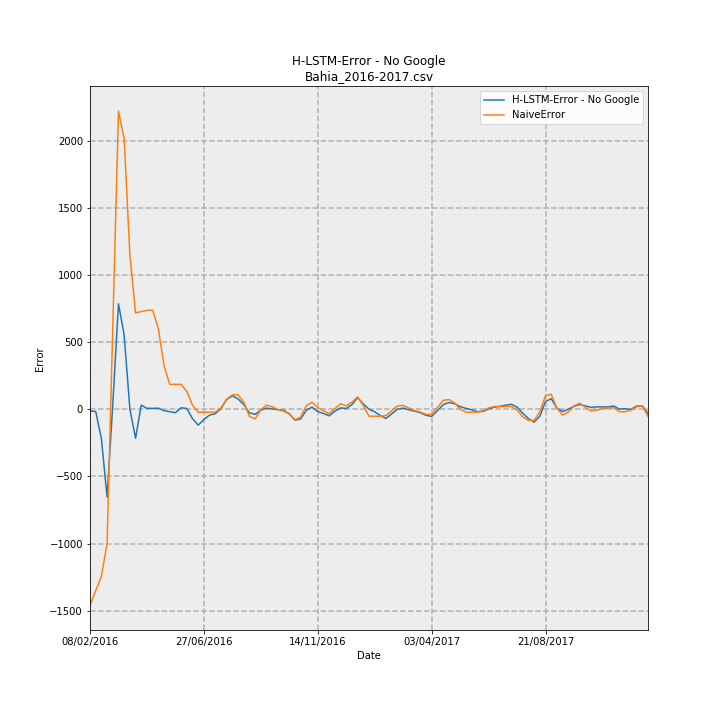 H-LSTM-Error - No Google
Bahia_2016-2017.csv
H-LSTM-Error - No Google
NaiveError
2000
1500
1000
500
0
−500
−1000
−1500
Error
08/02/2016
27/06/2016
14/11/2016
03/04/2017
21/08/2017
Date